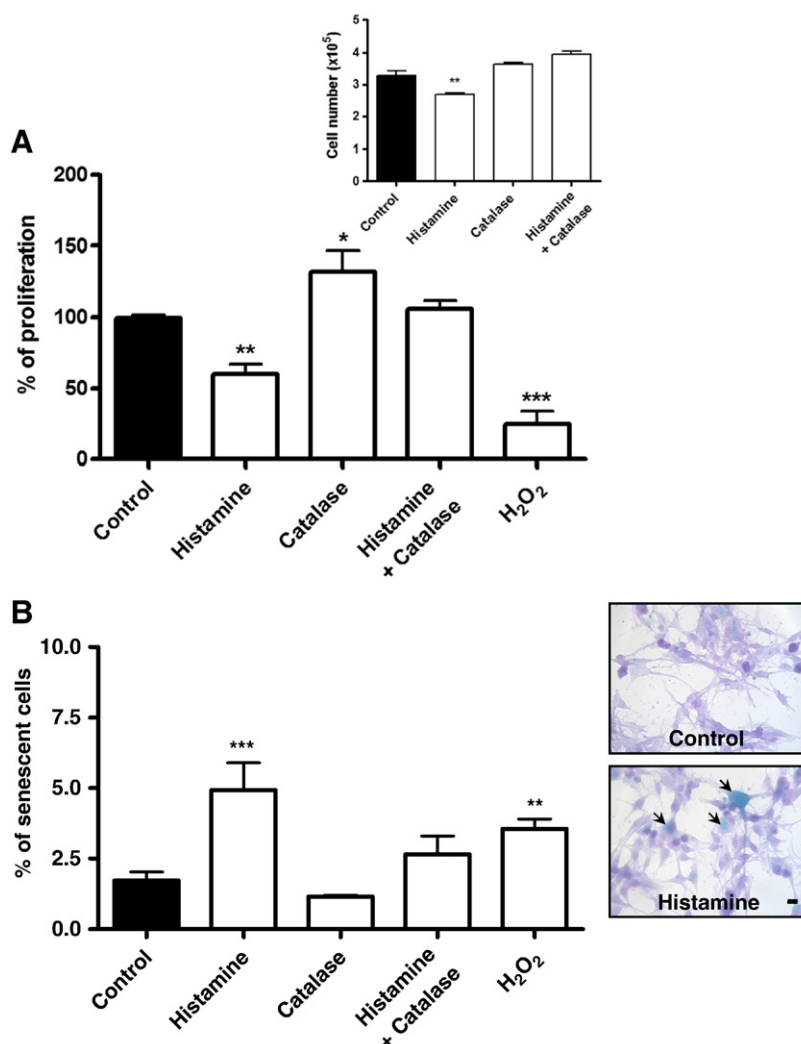 Cell number (x10⁵)
5
4
3
2
1
0
**
Control
Histamine
Catalase
Histamine
+ Catalase
A
% of proliferation
200
150
100
50
0
**
*
***
Control
Histamine
Catalase
Histamine
+ Catalase
H₂O₂
B
% of senescent cells
10.0
7.5
5.0
2.5
0.0
***
**
Control
Histamine
Catalase
Histamine
+ Catalase
H₂O₂
Control
Histamine